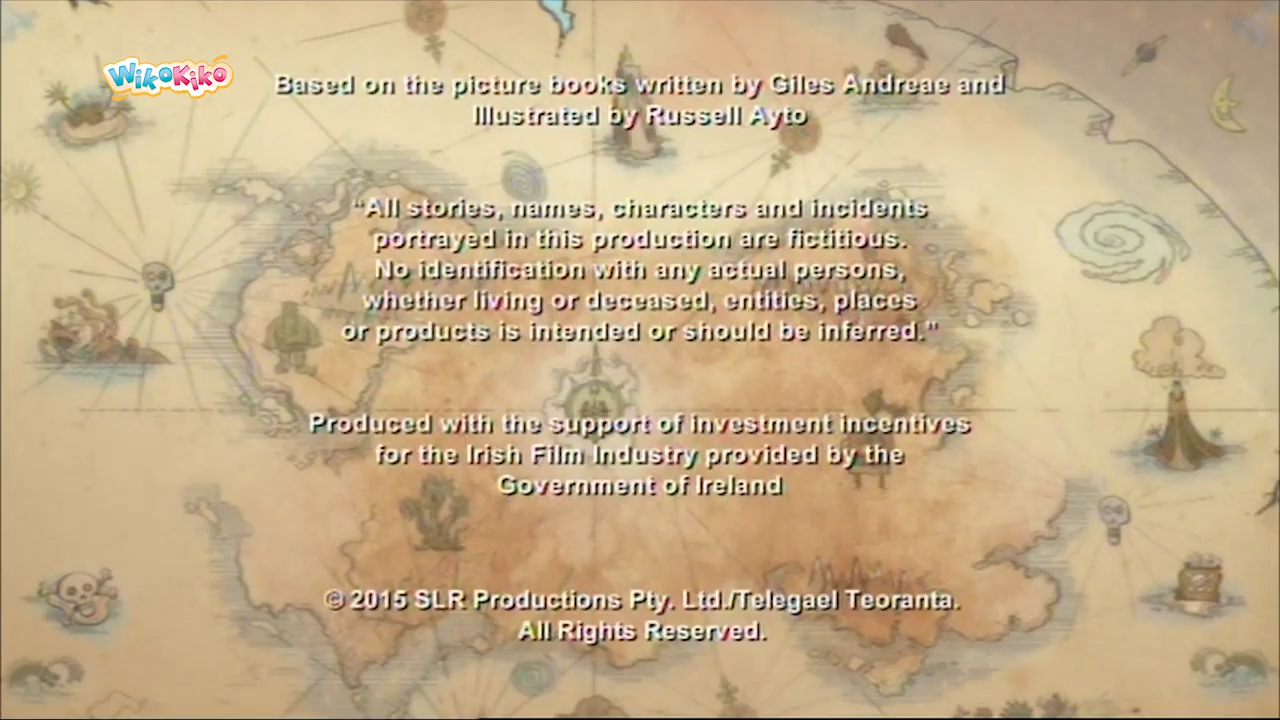 WikoKiko
Based on the picture books written by Giles Andreae and
Illustrated by Russell Ayto
"All stories, names, characters and incidents
portrayed in this production are fictitious.
No identification with any actual persons,
whether living or deceased, entities, places
or products is intended or should be inferred."
Produced with the support of investment incentives
for the Irish Film Industry provided by the
Government of Ireland
© 2015 SLR Productions Pty. Ltd./Telegael Teoranta.
All Rights Reserved.